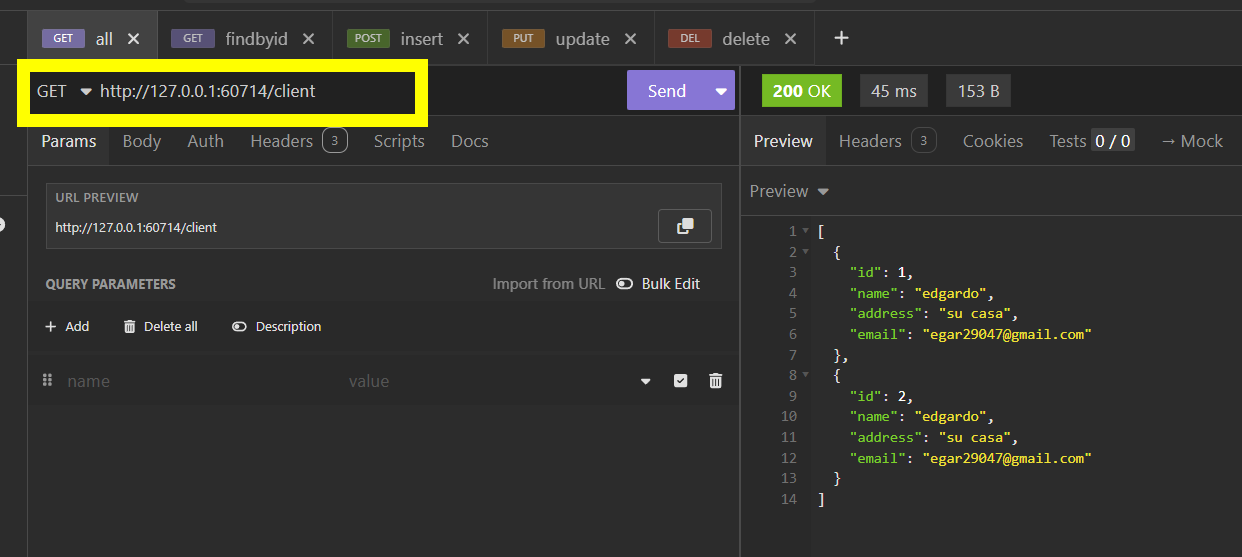 GET all × GET findbyid × POST insert × PUT update × DEL delete × +
GET http://127.0.0.1:60714/client Send 200 OK 45 ms 153 B
Params Body Auth Headers 3 Scripts Docs Preview Headers 3 Cookies Tests 0 / 0 → Mock
URL PREVIEW
http://127.0.0.1:60714/client
QUERY PARAMETERS Import from URL Bulk Edit
+ Add Delete all Description
name value
Preview
1 [
2 {
3 "id": 1,
4 "name": "edgardo",
5 "address": "su casa",
6 "email": "egar29047@gmail.com"
7 },
8 {
9 "id": 2,
10 "name": "edgardo",
11 "address": "su casa",
12 "email": "egar29047@gmail.com"
13 }
14 ]